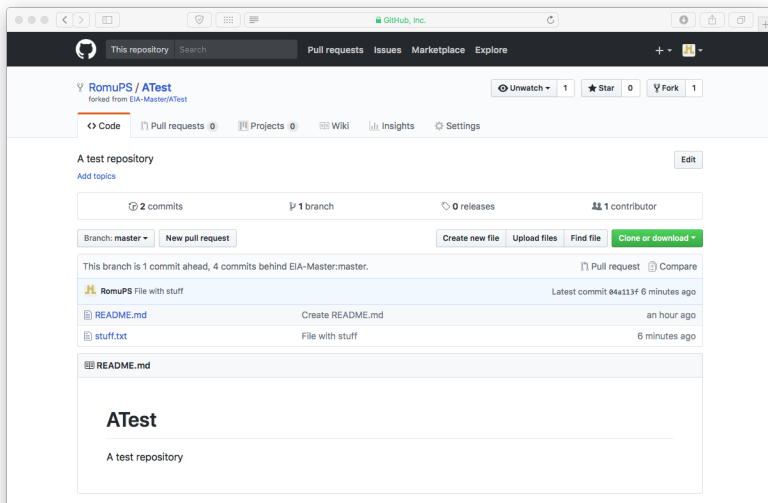 GitHub, Inc.
This repository Search Pull requests Issues Marketplace Explore
RomuPS / ATest
forked from EIA-Master/ATest
Unwatch 1 Star 0 Fork 1
Code Pull requests 0 Projects 0 Wiki Insights Settings
A test repository Edit
Add topics
2 commits 1 branch 0 releases 1 contributor
Branch: master New pull request Create new file Upload files Find file Clone or download
This branch is 1 commit ahead, 4 commits behind EIA-Master:master. Pull request Compare
RomuPS File with stuff Latest commit 04a113f 6 minutes ago
README.md Create README.md an hour ago
stuff.txt File with stuff 6 minutes ago
README.md
ATest
A test repository